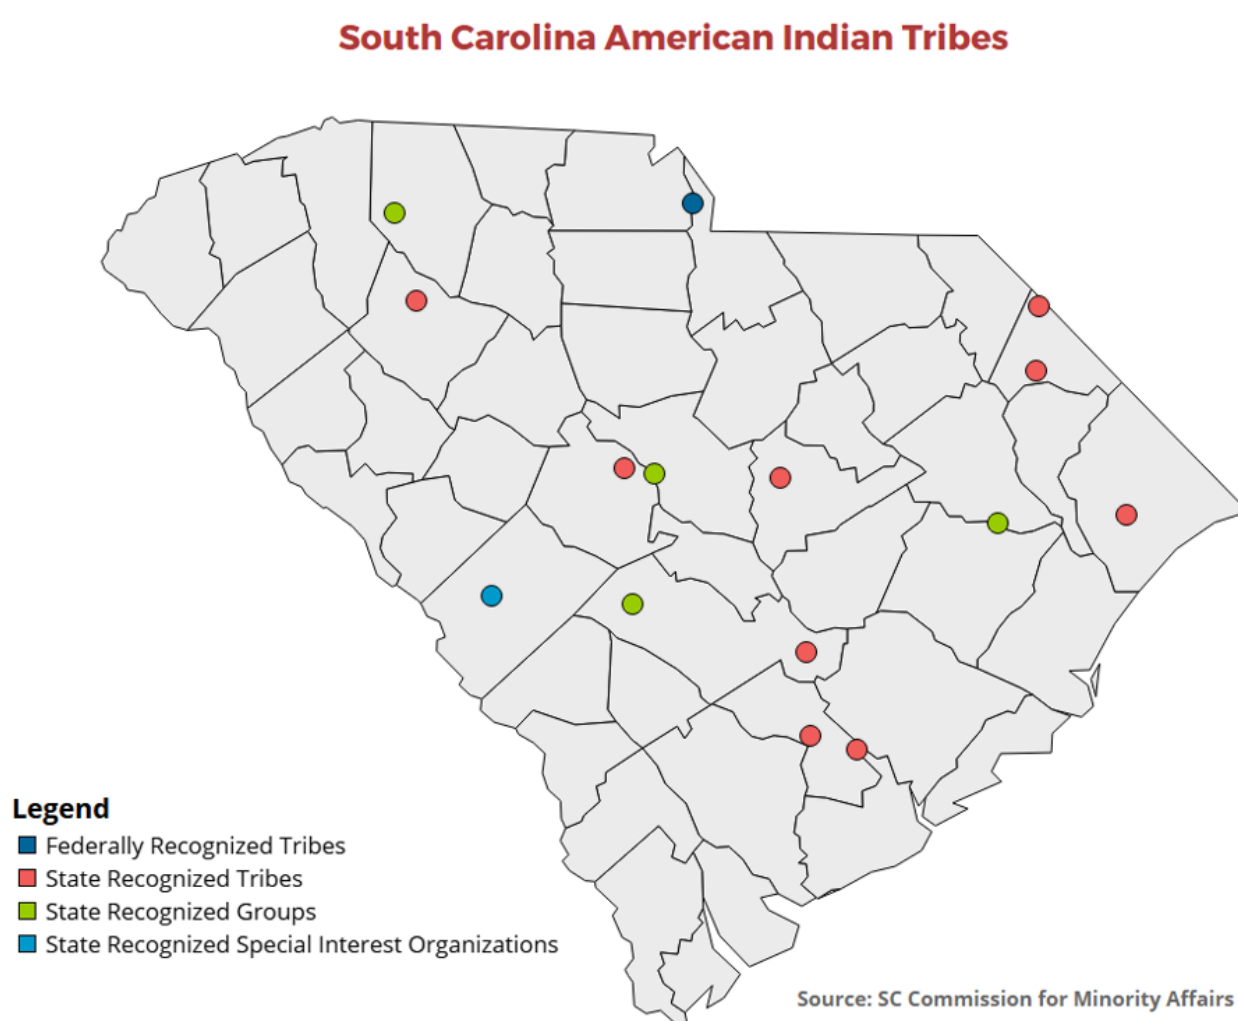 South Carolina American Indian Tribes
Legend
Federally Recognized Tribes
State Recognized Tribes
State Recognized Groups
State Recognized Special Interest Organizations
Source: SC Commission for Minority Affairs